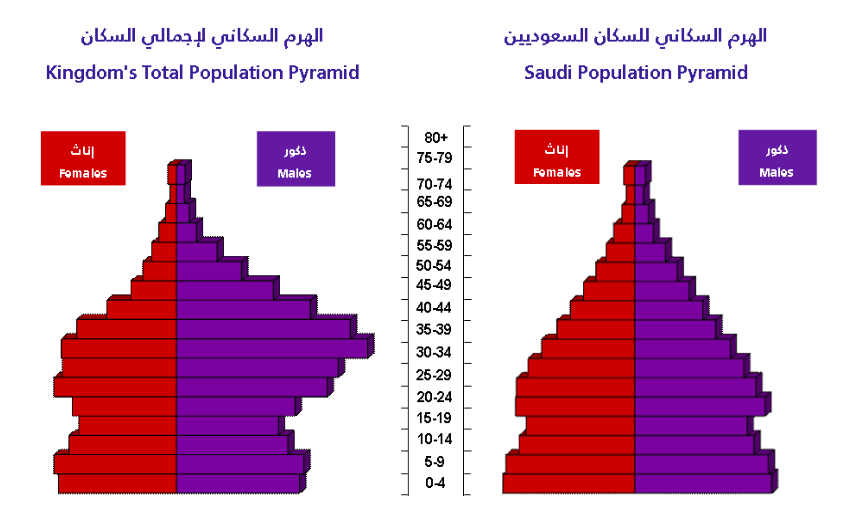 الهرم السكاني لإجمالي السكان
Kingdom's Total Population Pyramid
الهرم السكاني للسكان السعوديين
Saudi Population Pyramid
إناث
Females
ذكور
Males
80+
75-79
70-74
65-69
60-64
55-59
50-54
45-49
40-44
35-39
30-34
25-29
20-24
15-19
10-14
5-9
0-4
إناث
Females
ذكور
Males